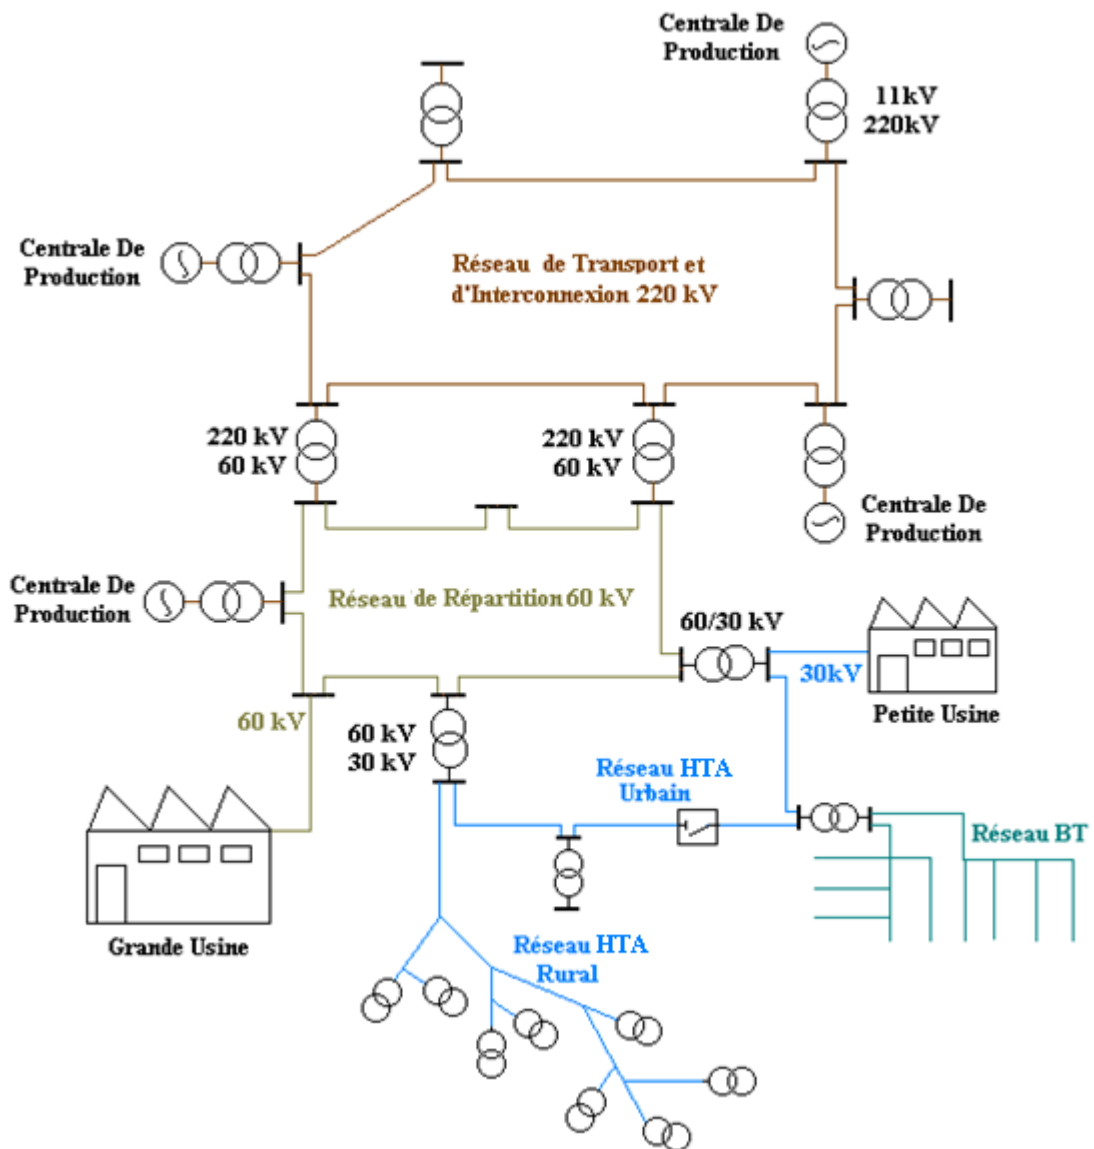 Centrale De
Production
11kV
220kV
Centrale De
Production
Réseau de Transport et
d'Interconnexion 220 kV
220 kV
60 kV
220 kV
60 kV
Centrale De
Production
Centrale De
Production
Réseau de Répartition 60 kV
60/30 kV
30kV
Petite Usine
60 kV
60 kV
30 kV
Réseau HTA
Urbain
Réseau BT
Grande Usine
Réseau HTA
Rural